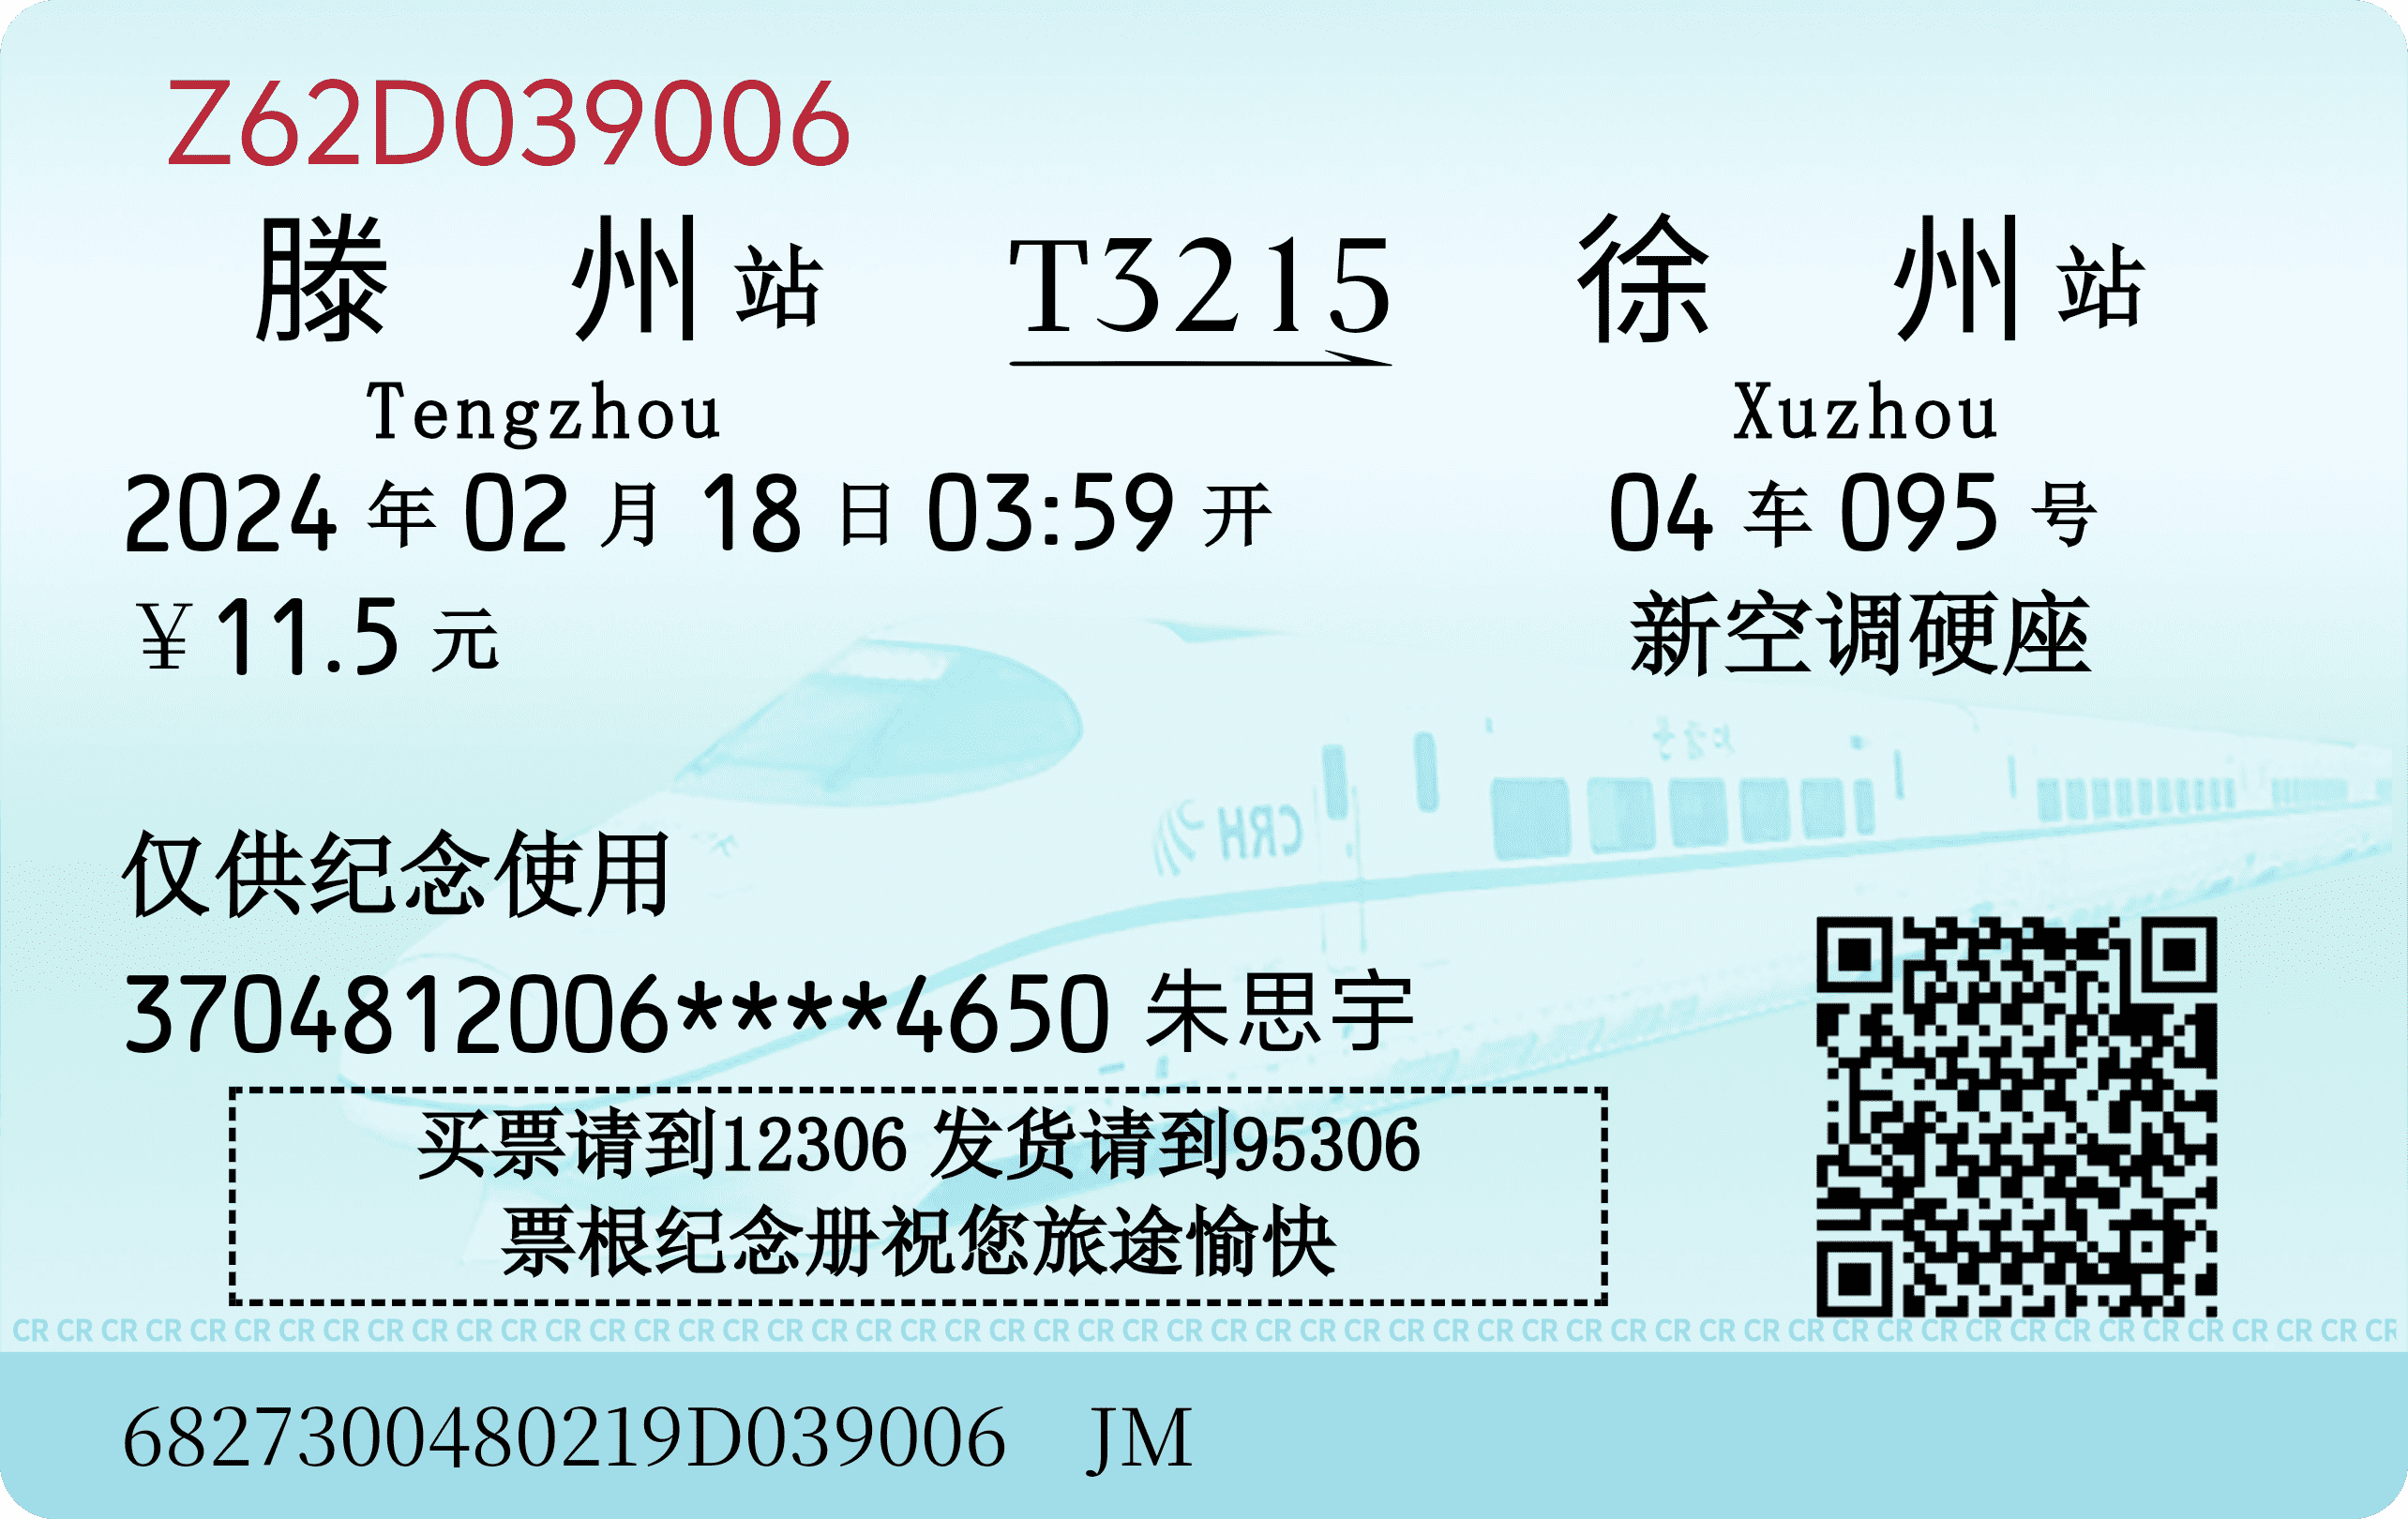 Z62D039006
滕州站 T3215 徐州站
Tengzhou Xuzhou
2024年02月18日03:59开 04车095号
¥11.5元 新空调硬座
CRH
仅供纪念使用
3704812006****4650 朱思宇
买票请到12306 发货请到95306
票根纪念册祝您旅途愉快
CR CR CR CR CR CR CR CR CR CR CR CR CR CR CR CR CR CR CR CR CR CR CR CR CR CR CR CR CR CR CR CR CR CR CR CR CR CR CR CR CR CR CR CR CR CR CR CR CR CR CR CR CR CR
6827300480219D039006 JM